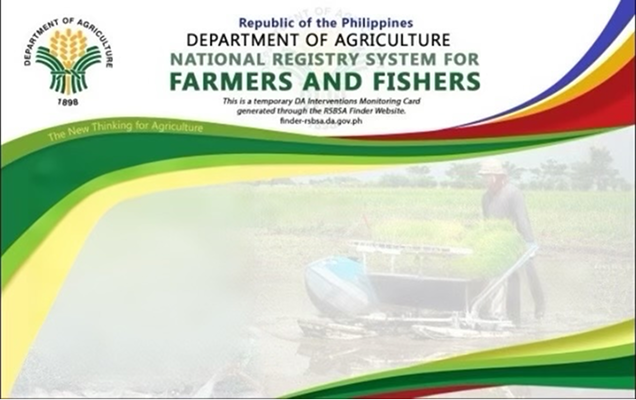 DEPARTMENT OF AGRICULTURE
1898
Republic of the Philippines
DEPARTMENT OF AGRICULTURE
NATIONAL REGISTRY SYSTEM FOR
FARMERS AND FISHERS
This is a temporary DA Interventions Monitoring Card
generated through the RSBSA Finder Website.
finder-rsbsa.da.gov.ph
The New Thinking for Agriculture